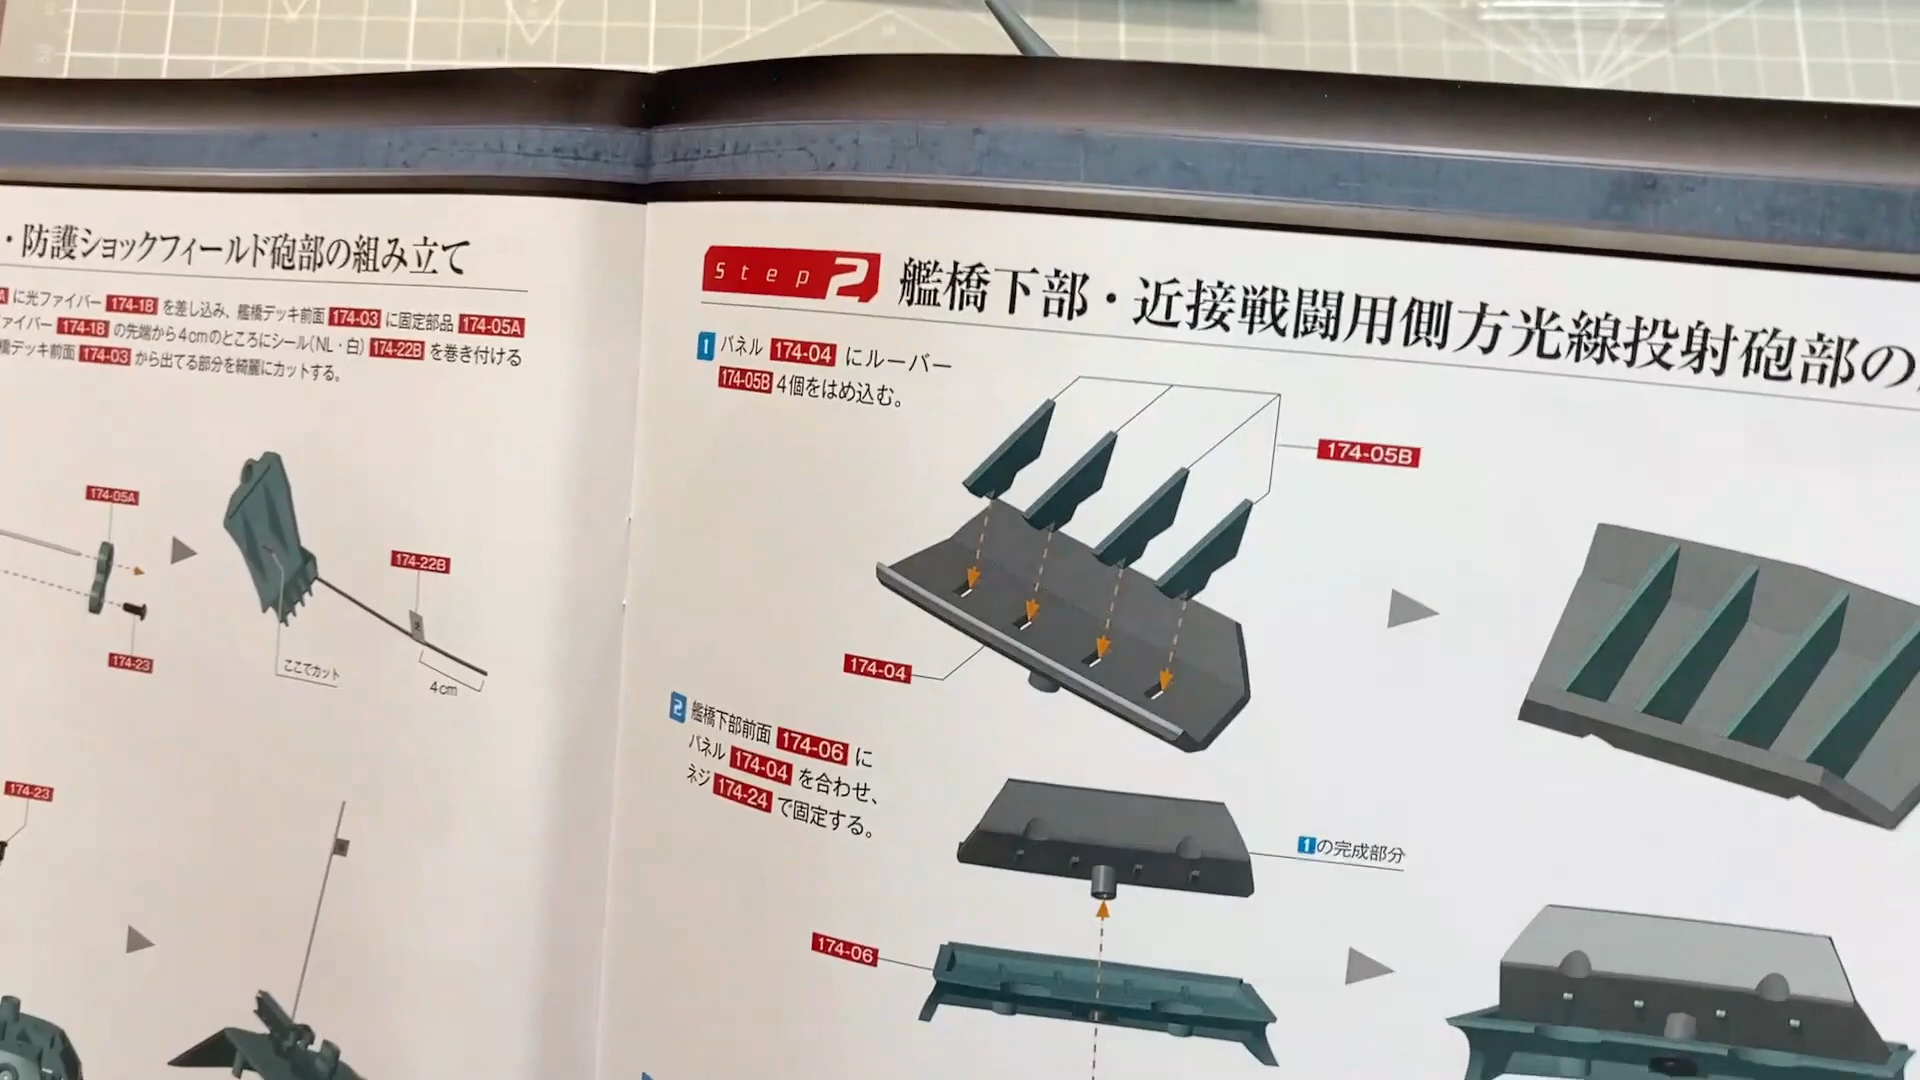 ・防護ショックフィールド砲部の組み立て
に光ファイバー 174-18 を差し込み、艦橋デッキ前面 174-03 に固定部品 174-05A
ァイバー 174-18 の先端から4cmのところにシール(NL・白) 174-22B を巻き付ける
橋デッキ前面 174-03 から出てる部分を綺麗にカットする。
174-05A
174-23
174-22B
ここでカット
4cm
174-23
Step 2 艦橋下部・近接戦闘用側方光線投射砲部の
1 パネル 174-04 にルーバー
174-05B 4個をはめ込む。
174-05B
174-04
2 艦橋下部前面 174-06 に
パネル 174-04 を合わせ、
ネジ 174-24 で固定する。
1の完成部分
174-06